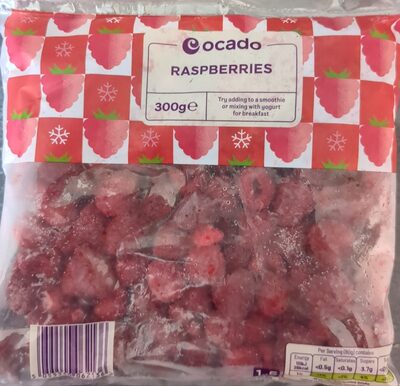 ocado
RASPBERRIES
300g℮
Try adding to a smoothie
or mixing with yogurt
for breakfast
Per Serving (80g) contains
Energy Fat Saturates Sugars
<0.5g <0.1g 3.7g